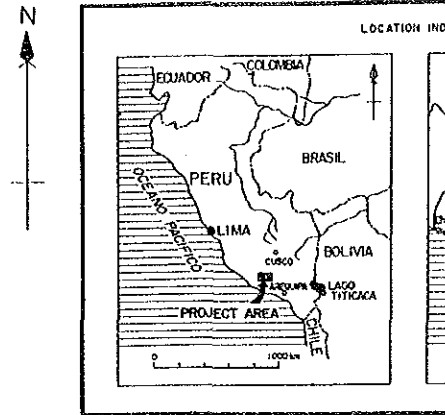 N
LOCATION IND
COLOMBIA
ECUADOR
BRASIL
PERU
OCEANO PACIFICO
LIMA
BOLIVIA
CUSCO
AREQUIPA
LAGO
TITICACA
PROJECT AREA
CHILE
0 1000 km